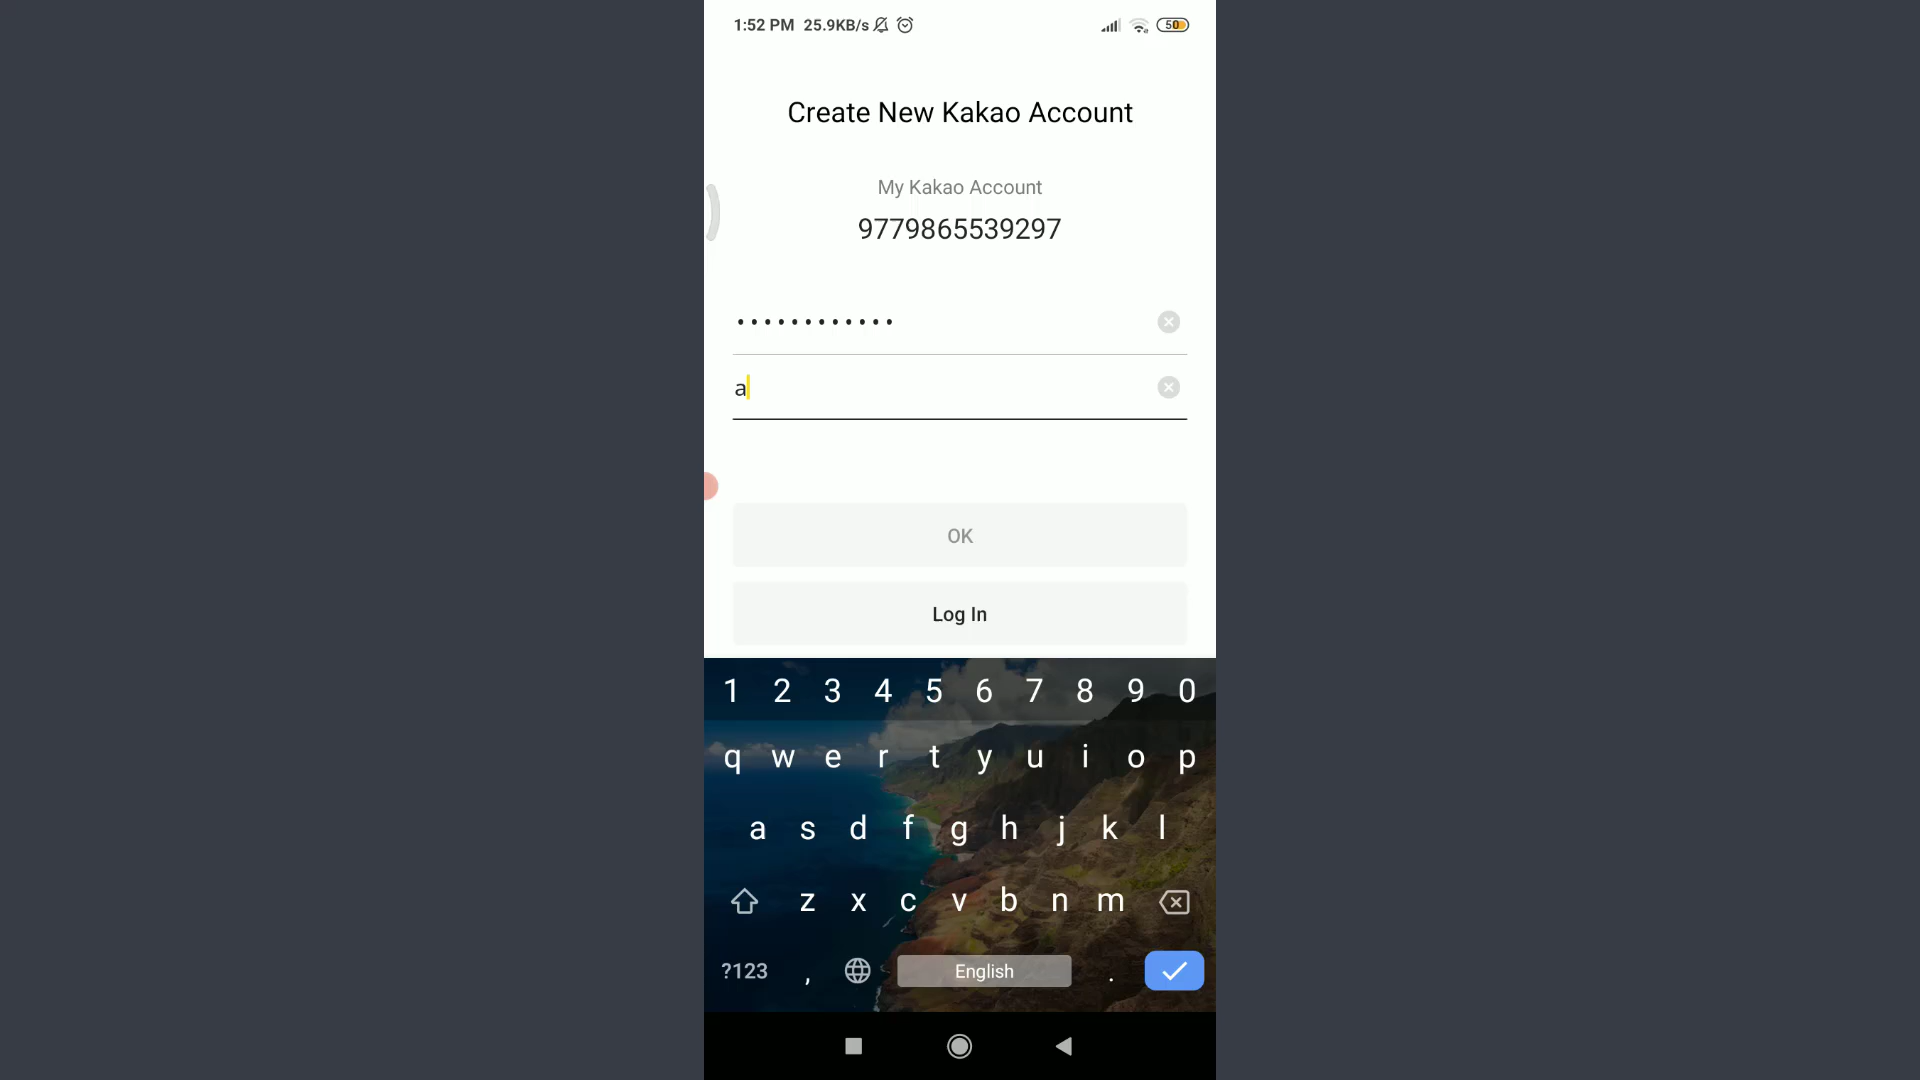 1:52 PM 25.9KB/s 50
Create New Kakao Account
My Kakao Account
9779865539297
••••••••••••
a
OK
Log In
1 2 3 4 5 6 7 8 9 0
q w e r t y u i o p
a s d f g h j k l
z x c v b n m
?123 , English .